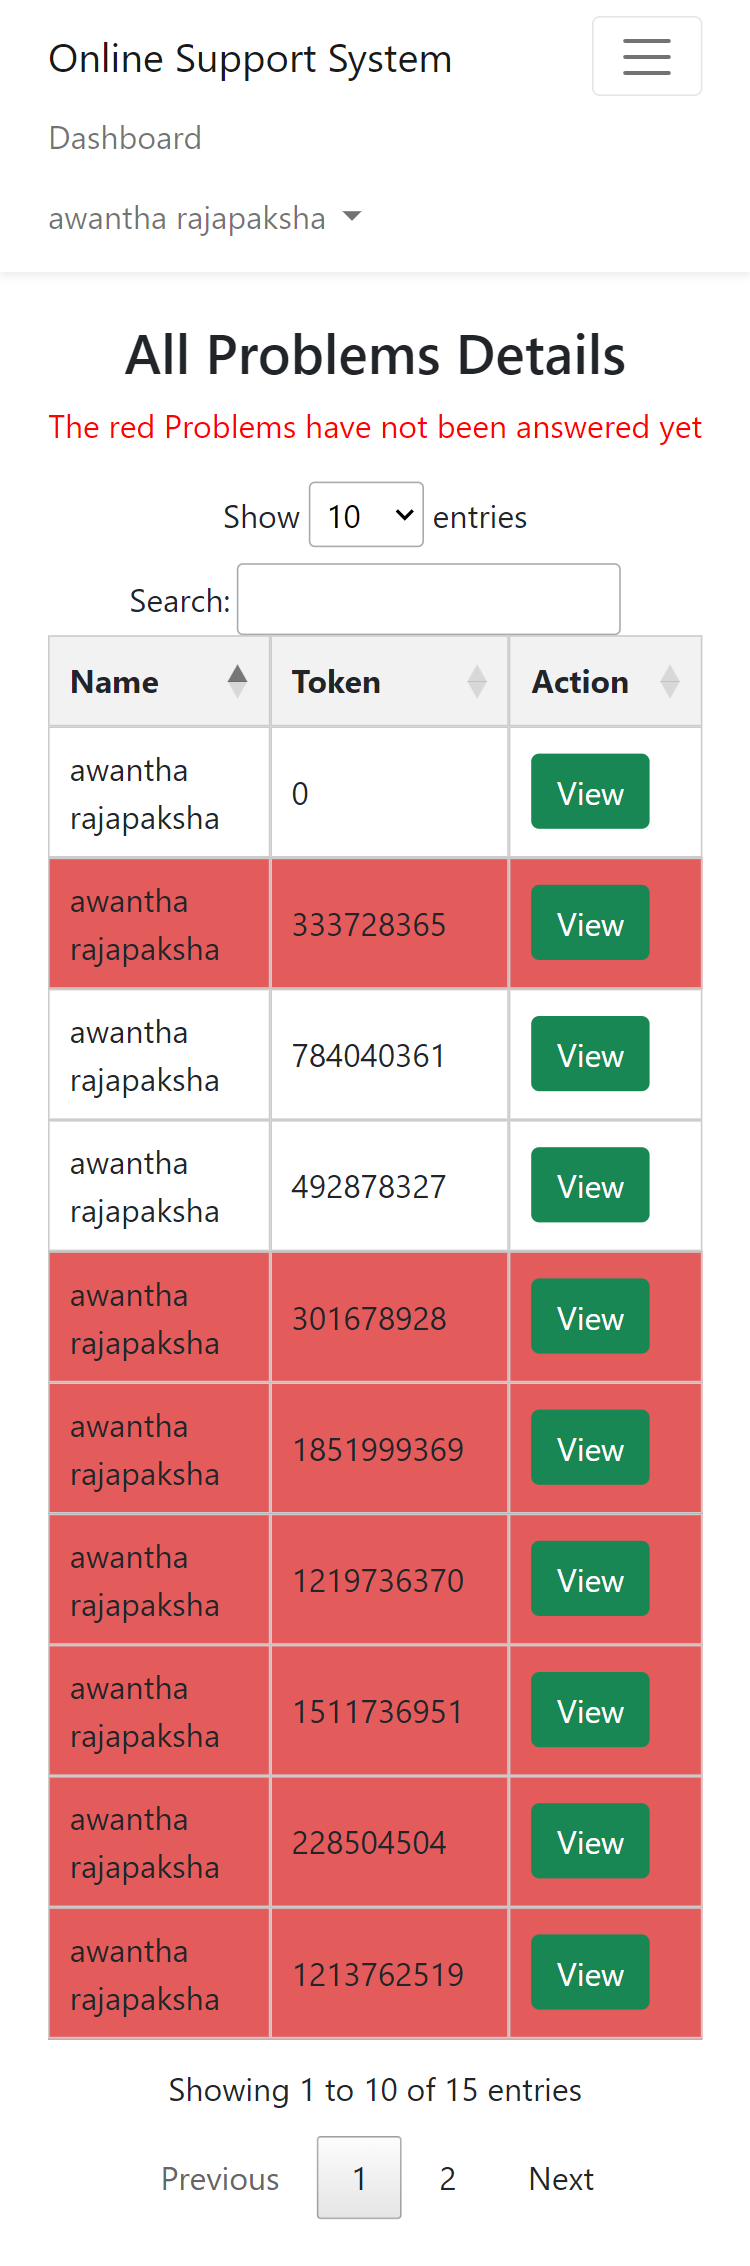 Online Support System
Dashboard
awantha rajapaksha
All Problems Details
The red Problems have not been answered yet
Show 10 entries
Search:
Name Token Action
awantha
rajapaksha
0
View
awantha
rajapaksha
333728365
View
awantha
rajapaksha
784040361
View
awantha
rajapaksha
492878327
View
awantha
rajapaksha
301678928
View
awantha
rajapaksha
1851999369
View
awantha
rajapaksha
1219736370
View
awantha
rajapaksha
1511736951
View
awantha
rajapaksha
228504504
View
awantha
rajapaksha
1213762519
View
Showing 1 to 10 of 15 entries
Previous 1 2 Next